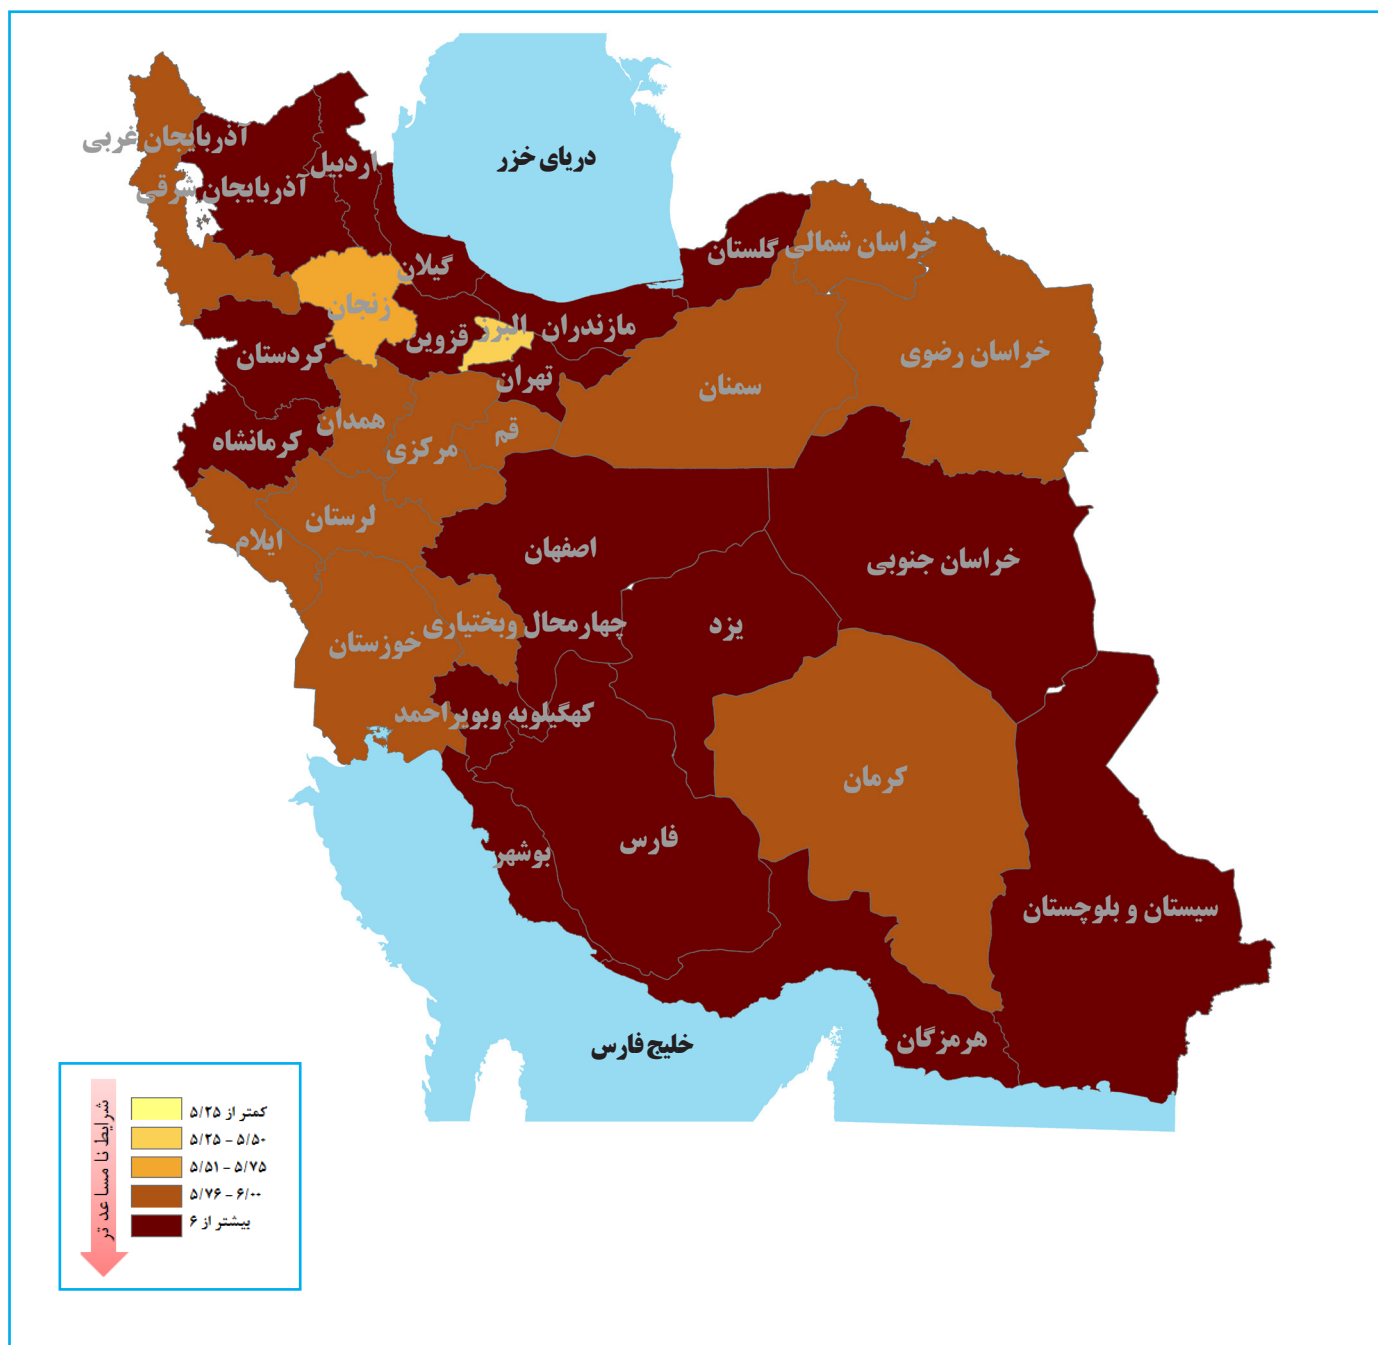 آذربایجان غربی
اردبیل
دریای خزر
آذربایجان شرقی
گلستان
خراسان شمالی
گیلان
زنجان
قزوین
البرز
مازندران
کردستان
خراسان رضوی
تهران
سمنان
همدان
قم
کرمانشاه
مرکزی
لرستان
ایلام
اصفهان
خراسان جنوبی
چهارمحال وبختیاری
یزد
خوزستان
کهگیلویه وبویراحمد
کرمان
فارس
بوشهر
سیستان و بلوچستان
خلیج فارس
هرمزگان
شرایط نا مساعد تر
کمتر از ۵/۲۵
۵/۲۵ - ۵/۵۰
۵/۵۱ - ۵/۷۵
۵/۷۶ - ۶/۰۰
بیشتر از ۶